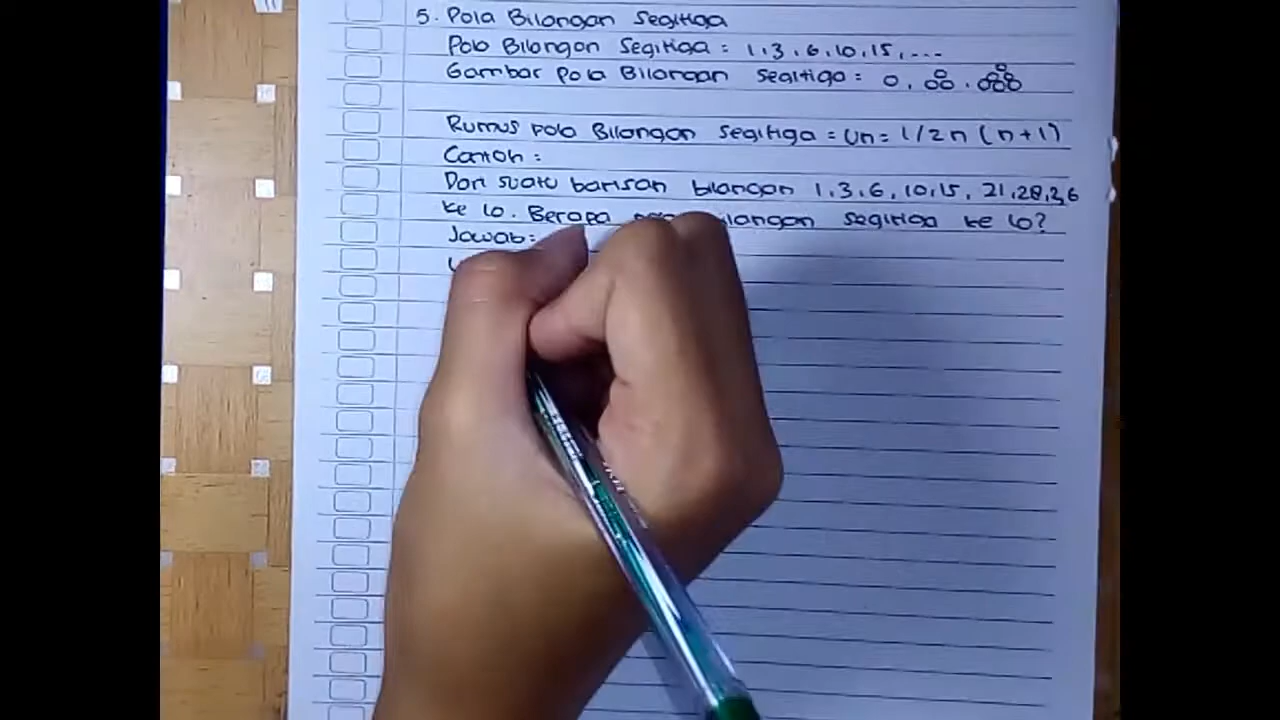 5. Pola Bilangan Segitiga
Pola Bilangan Segitiga = 1, 3, 6, 10, 15, ...
Gambar Pola Bilangan Segitiga =
Rumus pola Bilangan segitiga = Un = 1/2 n (n+1)
Contoh :
Dari suatu barisan bilangan 1, 3, 6, 10, 15, 21, 28, 36
ke 10. Berapa bilangan segitiga ke 10?
Jawab: